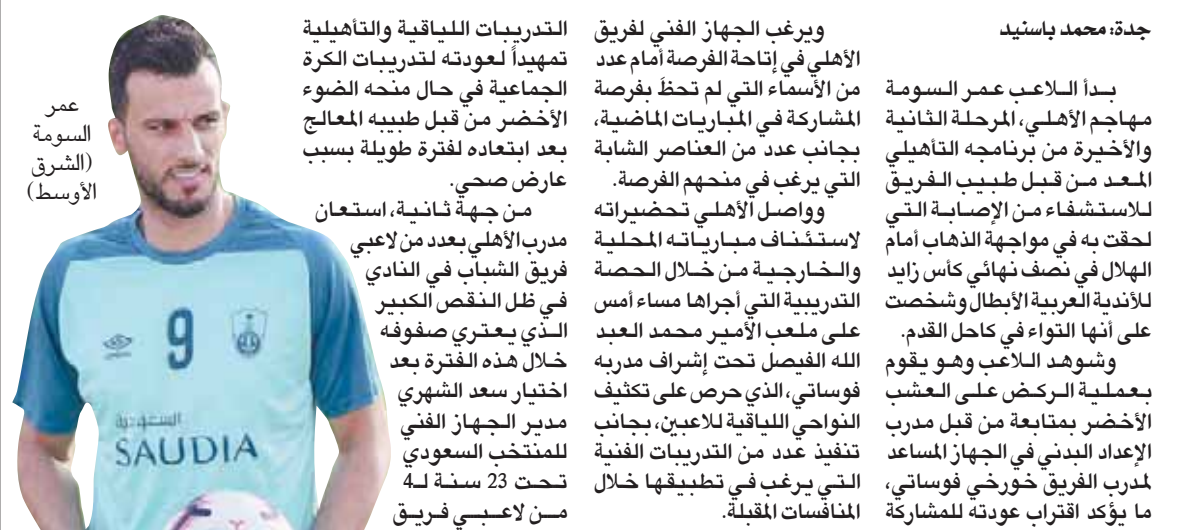 جدة: محمد باسنيد
بدأ اللاعب عمر السومة
مهاجم الأهلي، المرحلة الثانية
والأخيرة من برنامجه التأهيلي
المعد من قبل طبيب الفريق
للاستشفاء من الإصابة التي
لحقت به في مواجهة الذهاب أمام
الهلال في نصف نهائي كأس زايد
للأندية العربية الأبطال وشخصت
على أنها التواء في كاحل القدم.
وشوهد اللاعب وهو يقوم
بعملية الركض على العشب
الأخضر بمتابعة من قبل مدرب
الإعداد البدني في الجهاز المساعد
لمدرب الفريق خورخي فوساتي،
ما يؤكد اقتراب عودته للمشاركة
ويرغب الجهاز الفني لفريق
الأهلي في إتاحة الفرصة أمام عدد
من الأسماء التي لم تحظَ بفرصة
المشاركة في المباريات الماضية،
بجانب عدد من العناصر الشابة
التي يرغب في منحهم الفرصة.
وواصل الأهلي تحضيراته
لاستئناف مبارياته المحلية
والخارجية من خلال الحصة
التدريبية التي أجراها مساء أمس
على ملعب الأمير محمد العبد
الله الفيصل تحت إشراف مدربه
فوساتي، الذي حرص على تكثيف
النواحي اللياقية للاعبين، بجانب
تنفيذ عدد من التدريبات الفنية
التي يرغب في تطبيقها خلال
المنافسات المقبلة.
التدريبات اللياقية والتأهيلية
تمهيداً لعودته لتدريبات الكرة
الجماعية في حال منحه الضوء
الأخضر من قبل طبيبه المعالج
بعد ابتعاده لفترة طويلة بسبب
عارض صحي.
من جهة ثانية، استعان
مدرب الأهلي بعدد من لاعبي
فريق الشباب في النادي
في ظل النقص الكبير
الذي يعتري صفوفه
خلال هذه الفترة بعد
اختيار سعد الشهري
مدير الجهاز الفني
للمنتخب السعودي
تحت 23 سنة لـ4
من لاعبي فريق
عمر
السومة
(الشرق
الأوسط)
9
السعودية
SAUDIA